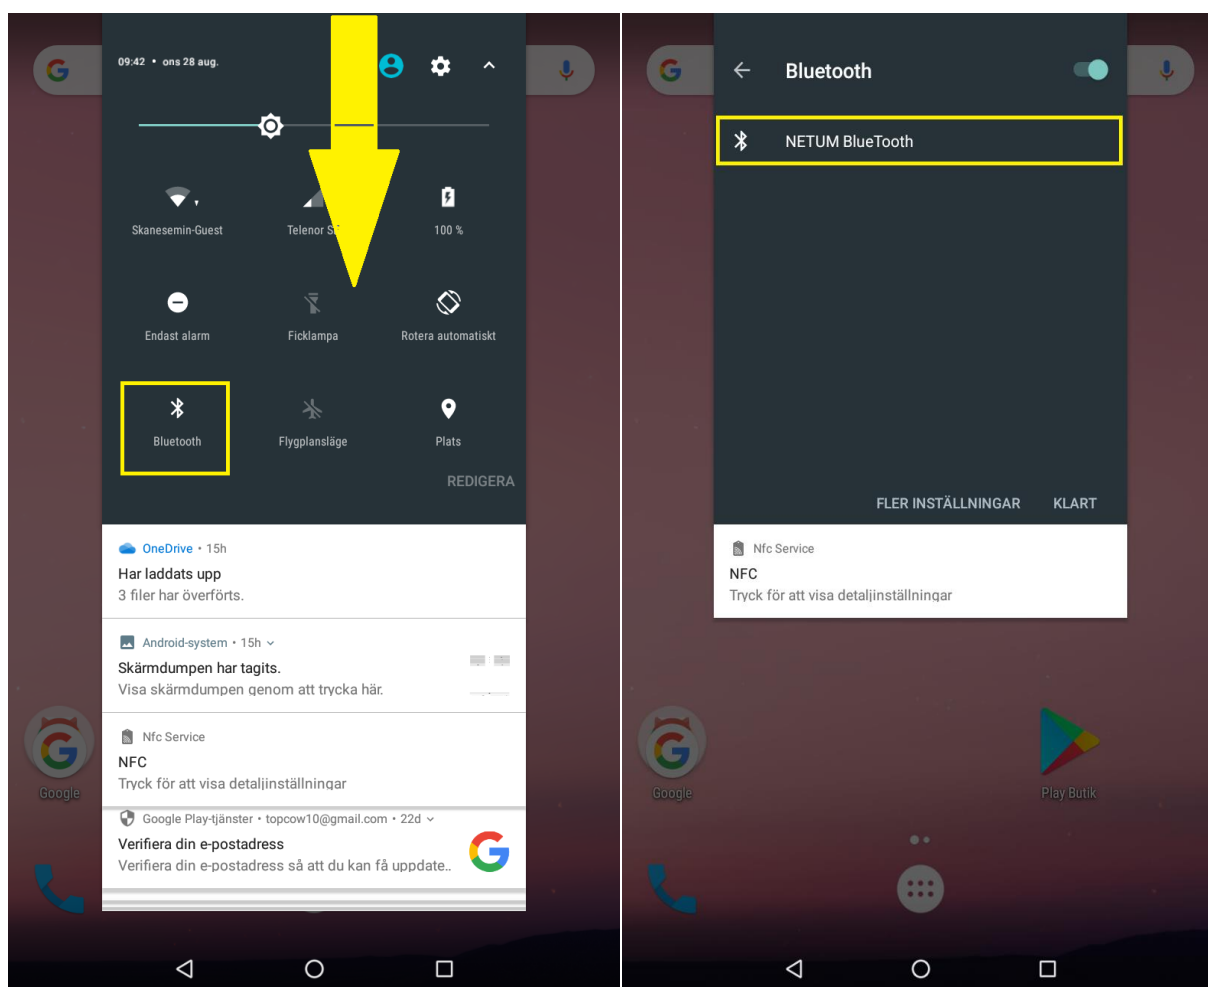 09:42 • ons 28 aug.
Skanesemin-Guest
Telenor S
100 %
Endast alarm
Ficklampa
Rotera automatiskt
Bluetooth
Flygplansläge
Plats
REDIGERA
OneDrive • 15h
Har laddats upp
3 filer har överförts.
Android-system • 15h
Skärmdumpen har tagits.
Visa skärmdumpen genom att trycka här.
Nfc Service
NFC
Tryck för att visa detaljinställningar
Google Play-tjänster • topcow10@gmail.com • 22d
Verifiera din e-postadress
Verifiera din e-postadress så att du kan få uppdate..
Google
Bluetooth
NETUM BlueTooth
FLER INSTÄLLNINGAR
KLART
Nfc Service
NFC
Tryck för att visa detaljinställningar
Google
Play Butik